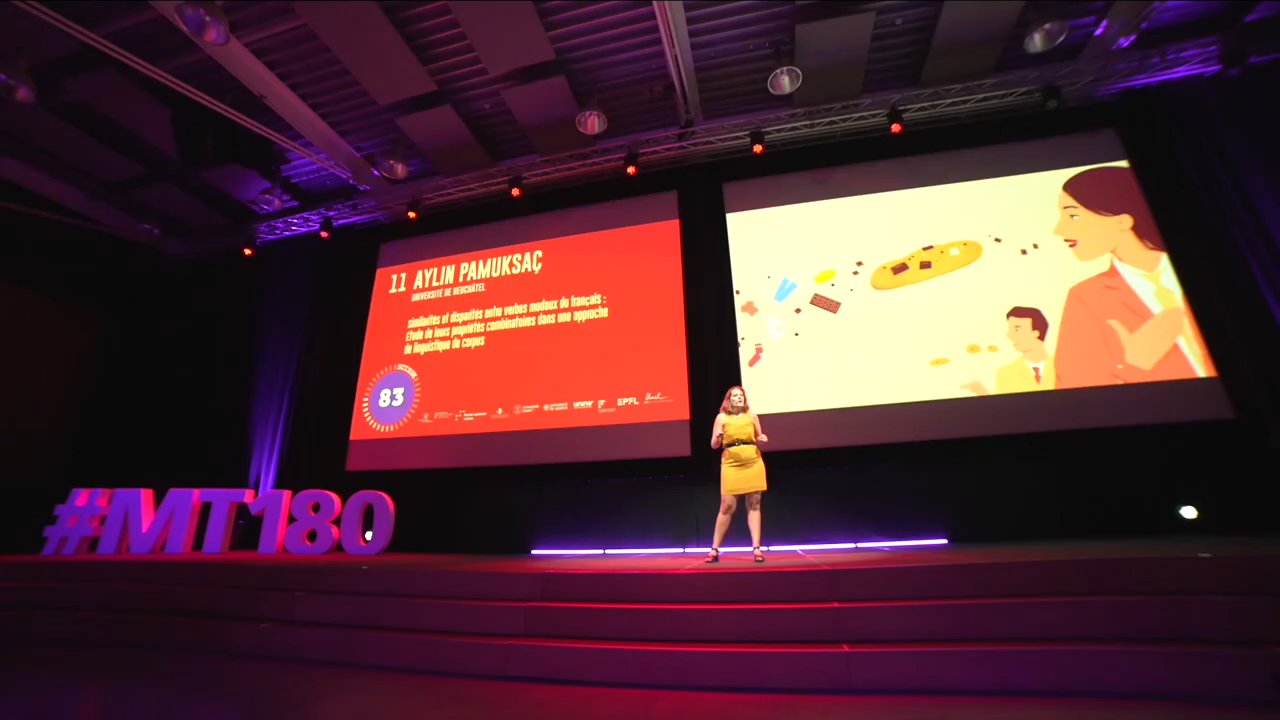 11 AYLIN PAMUKSAÇ
UNIVERSITÉ DE NEUCHÂTEL
similarités et disparités entre verbes modaux du français :
Étude de leurs propriétés combinatoires dans une approche
de linguistique de corpus
83
EPFL
#MT180